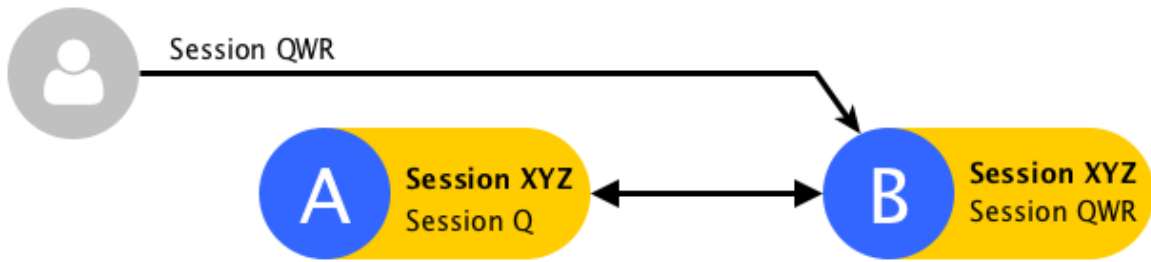 Session QWR
A
Session XYZ
Session Q
B
Session XYZ
Session QWR